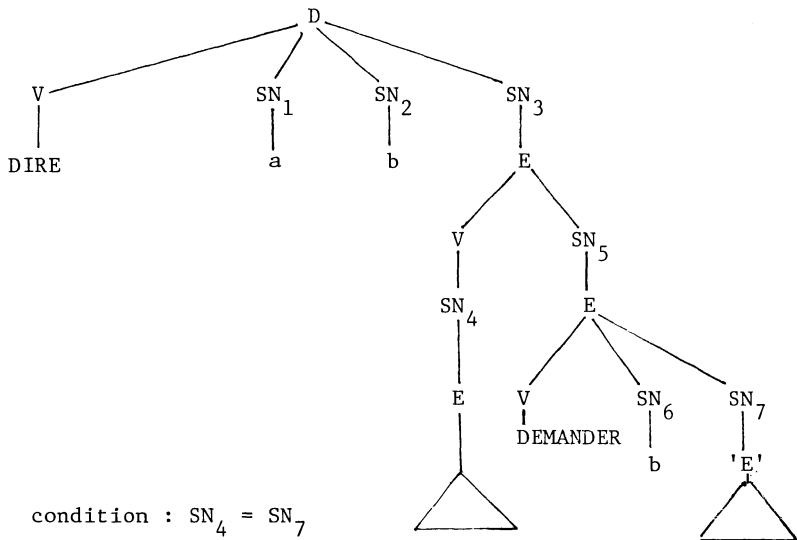 D
V SN1 SN2 SN3
DIRE a b E
V SN5
SN4 E
E V SN6 SN7
DEMANDER
b 'E'
condition : SN4 = SN7